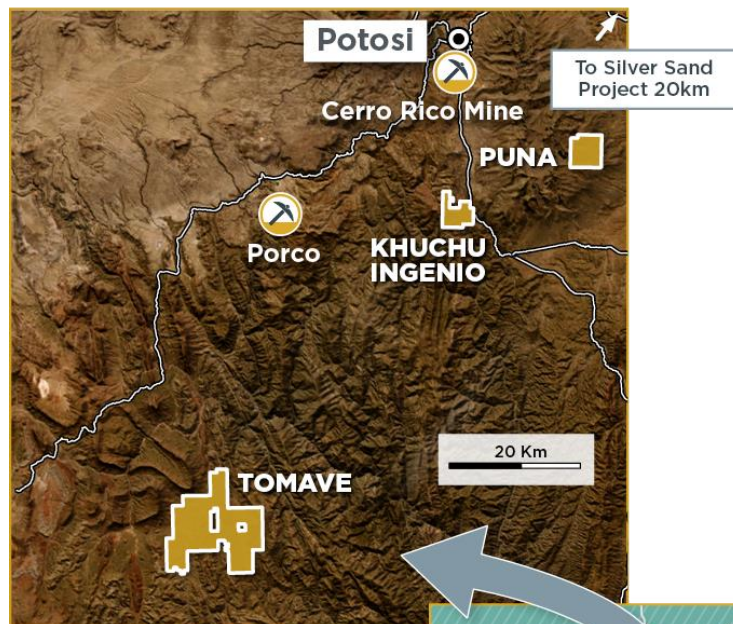 Potosi
To Silver Sand
Project 20km
Cerro Rico Mine
PUNA
KHUCHU
INGENIO
Porco
20 Km
TOMAVE